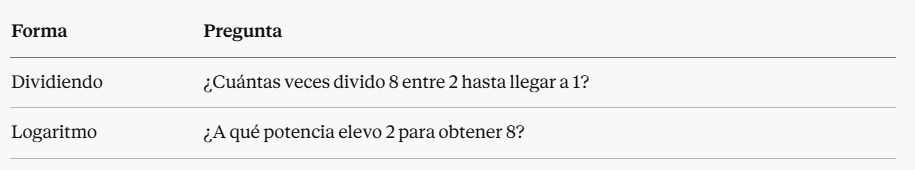 Forma Pregunta
Dividiendo ¿Cuántas veces divido 8 entre 2 hasta llegar a 1?
Logaritmo ¿A qué potencia elevo 2 para obtener 8?